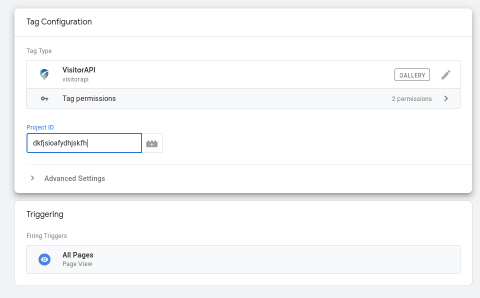 Tag Configuration
Tag Type
VisitorAPI
visitorapi
GALLERY
Tag permissions
2 permissions
Project ID
dkfjsioafydhjskfh
Advanced Settings
Triggering
Firing Triggers
All Pages
Page View